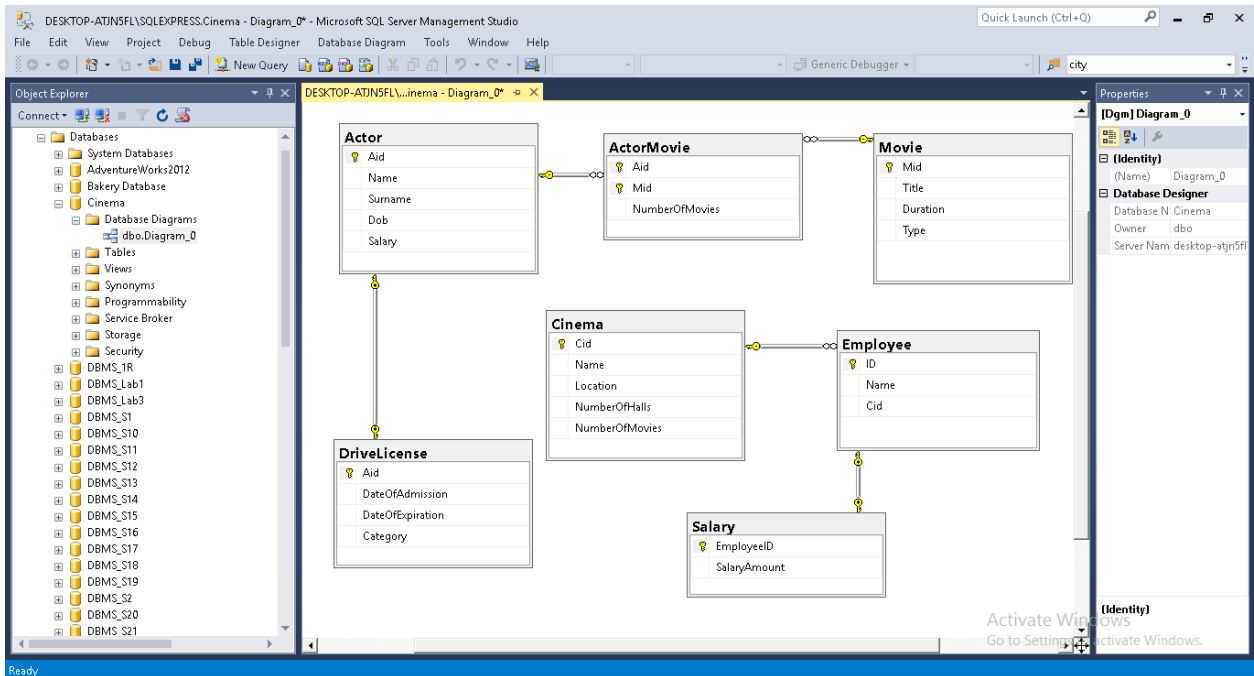 DESKTOP-ATJN5FL\SQLEXPRESS.Cinema - Diagram_0* - Microsoft SQL Server Management Studio
Quick Launch (Ctrl+Q)
File Edit View Project Debug Table Designer Database Diagram Tools Window Help
New Query
Generic Debugger
city
Object Explorer
Connect
Databases
System Databases
AdventureWorks2012
Bakery Database
Cinema
Database Diagrams
dbo.Diagram_0
Tables
Views
Synonyms
Programmability
Service Broker
Storage
Security
DBMS_1R
DBMS_Lab1
DBMS_Lab3
DBMS_S1
DBMS_S10
DBMS_S11
DBMS_S12
DBMS_S13
DBMS_S14
DBMS_S15
DBMS_S16
DBMS_S17
DBMS_S18
DBMS_S19
DBMS_S2
DBMS_S20
DBMS_S21
DESKTOP-ATJN5FL\...inema - Diagram_0*
Actor
Aid
Name
Surname
Dob
Salary
ActorMovie
Aid
Mid
NumberOfMovies
Movie
Mid
Title
Duration
Type
Cinema
Cid
Name
Location
NumberOfHalls
NumberOfMovies
Employee
ID
Name
Cid
DriveLicense
Aid
DateOfAdmission
DateOfExpiration
Category
Salary
EmployeeID
SalaryAmount
Properties
[Dgm] Diagram_0
(Identity)
(Name) Diagram_0
Database Designer
Database N Cinema
Owner dbo
Server Nam desktop-atjn5fl
(Identity)
Activate Windows
Go to Settings to activate Windows.
Ready